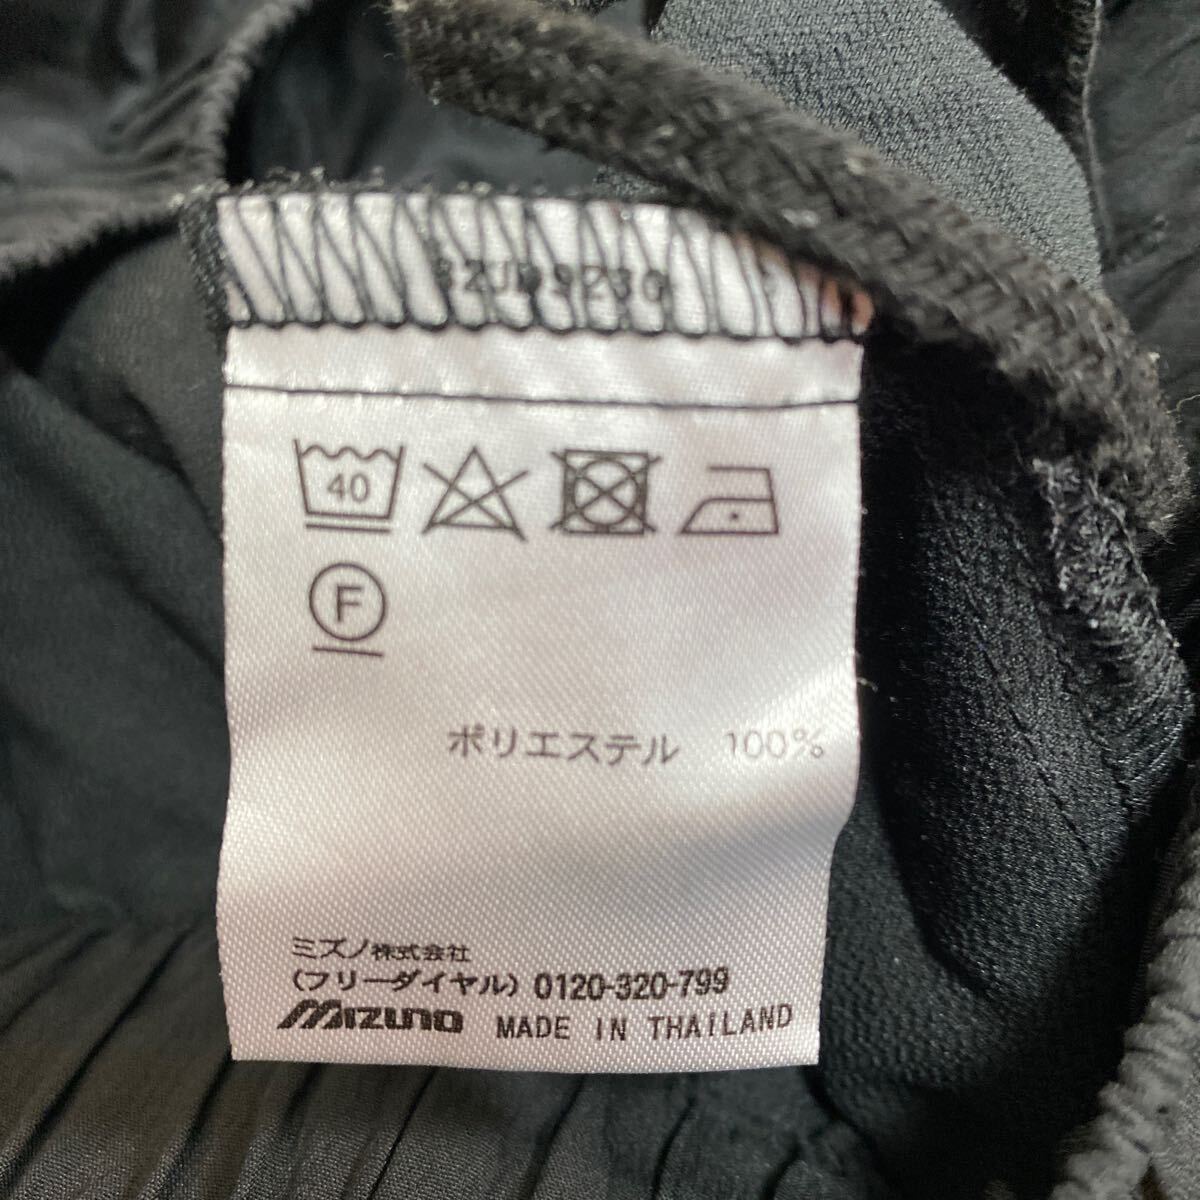 40
F
ポリエステル 100%
ミズノ株式会社
(フリーダイヤル) 0120-320-799
MIZUNO MADE IN THAILAND